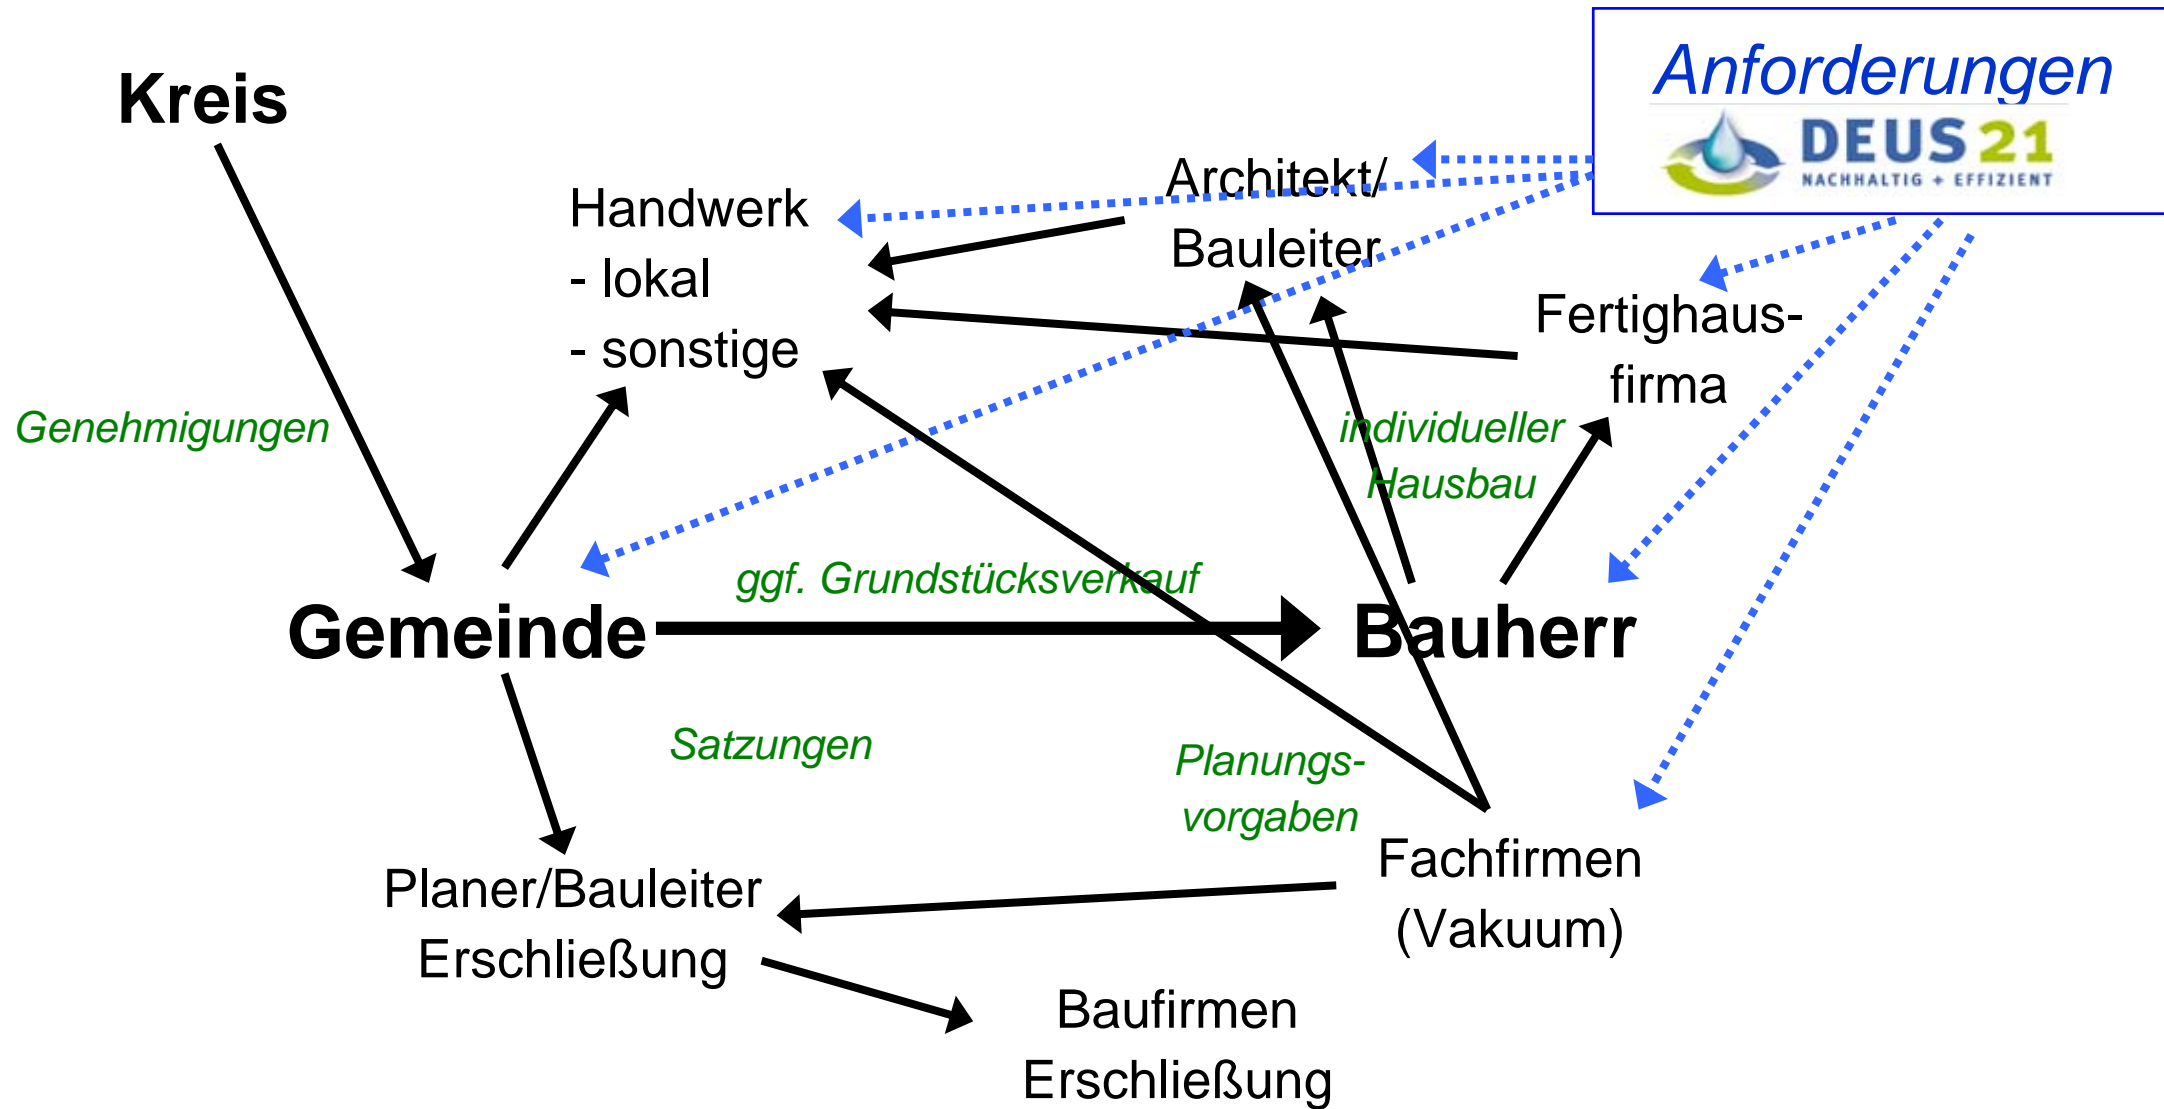 Anforderungen
DEUS 21
NACHHALTIG + EFFIZIENT
Kreis
Architekt/
Bauleiter
Handwerk
- lokal
- sonstige
Fertighaus-
firma
Genehmigungen
individueller
Hausbau
ggf. Grundstücksverkauf
Gemeinde
Bauherr
Satzungen
Planungs-
vorgaben
Fachfirmen
(Vakuum)
Planer/Bauleiter
Erschließung
Baufirmen
Erschließung